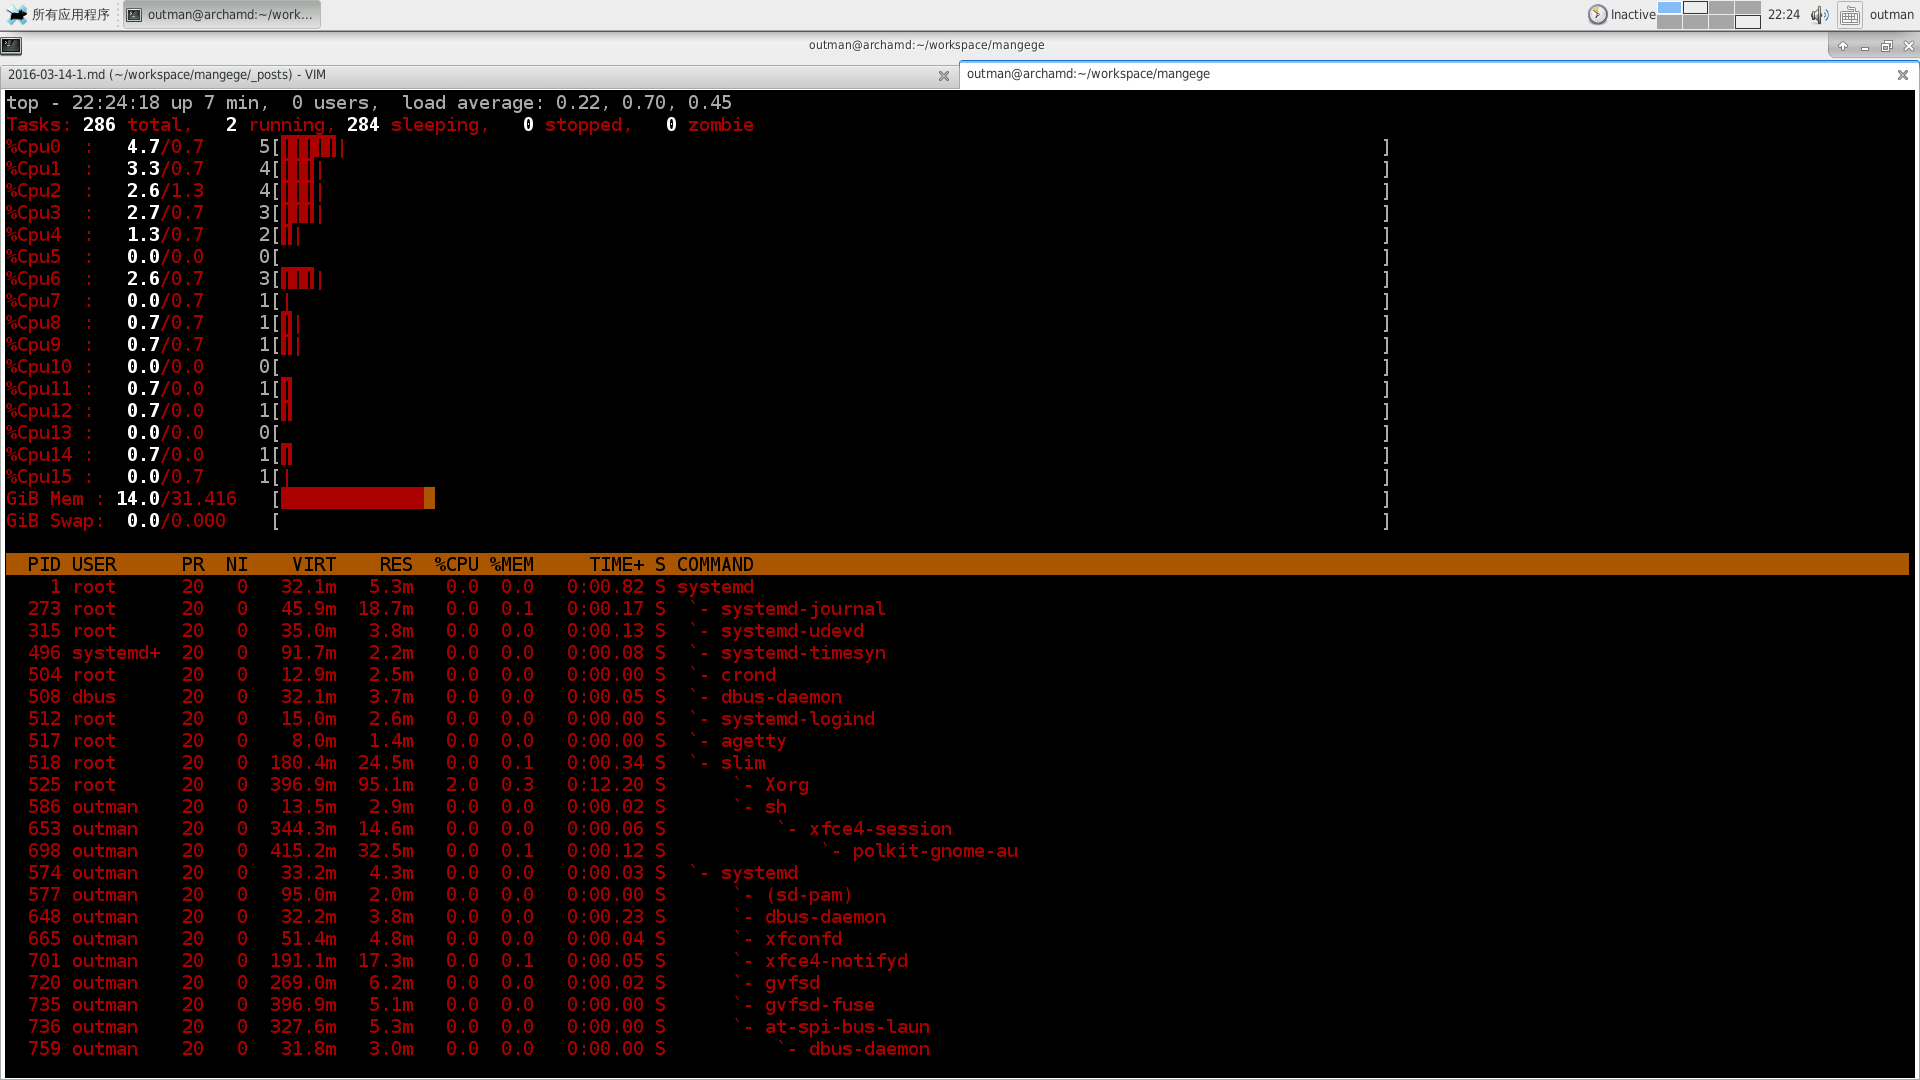 所有应用程序 outman@archamd:~/work... Inactive 22:24 outman
outman@archamd:~/workspace/mangege
2016-03-14-1.md (~/workspace/mangege/_posts) - VIM
outman@archamd:~/workspace/mangege
top - 22:24:18 up 7 min,  0 users,  load average: 0.22, 0.70, 0.45
Tasks: 286 total,   2 running, 284 sleeping,   0 stopped,   0 zombie
%Cpu0  :   4.7/0.7     5[|||||| ]
%Cpu1  :   3.3/0.7     4[|||| ]
%Cpu2  :   2.6/1.3     4[|||| ]
%Cpu3  :   2.7/0.7     3[|||| ]
%Cpu4  :   1.3/0.7     2[|| ]
%Cpu5  :   0.0/0.0     0[ ]
%Cpu6  :   2.6/0.7     3[|||| ]
%Cpu7  :   0.0/0.7     1[| ]
%Cpu8  :   0.7/0.7     1[|| ]
%Cpu9  :   0.7/0.7     1[|| ]
%Cpu10 :   0.0/0.0     0[ ]
%Cpu11 :   0.7/0.0     1[| ]
%Cpu12 :   0.7/0.0     1[| ]
%Cpu13 :   0.0/0.0     0[ ]
%Cpu14 :   0.7/0.0     1[| ]
%Cpu15 :   0.0/0.7     1[| ]
GiB Mem : 14.0/31.416   [ ]
GiB Swap:  0.0/0.000    [ ]
PID USER      PR  NI    VIRT    RES  %CPU %MEM     TIME+ S COMMAND
1 root      20   0   32.1m   5.3m   0.0  0.0   0:00.82 S systemd
273 root      20   0   45.9m  18.7m   0.0  0.1   0:00.17 S  `- systemd-journal
315 root      20   0   35.0m   3.8m   0.0  0.0   0:00.13 S  `- systemd-udevd
496 systemd+  20   0   91.7m   2.2m   0.0  0.0   0:00.08 S  `- systemd-timesyn
504 root      20   0   12.9m   2.5m   0.0  0.0   0:00.00 S  `- crond
508 dbus      20   0   32.1m   3.7m   0.0  0.0   0:00.05 S  `- dbus-daemon
512 root      20   0   15.0m   2.6m   0.0  0.0   0:00.00 S  `- systemd-logind
517 root      20   0    8.0m   1.4m   0.0  0.0   0:00.00 S  `- agetty
518 root      20   0  180.4m  24.5m   0.0  0.1   0:00.34 S  `- slim
525 root      20   0  396.9m  95.1m   2.0  0.3   0:12.20 S      `- Xorg
586 outman    20   0   13.5m   2.9m   0.0  0.0   0:00.02 S      `- sh
653 outman    20   0  344.3m  14.6m   0.0  0.0   0:00.06 S          `- xfce4-session
698 outman    20   0  415.2m  32.5m   0.0  0.1   0:00.12 S              `- polkit-gnome-au
574 outman    20   0   33.2m   4.3m   0.0  0.0   0:00.03 S  `- systemd
577 outman    20   0   95.0m   2.0m   0.0  0.0   0:00.00 S      `- (sd-pam)
648 outman    20   0   32.2m   3.8m   0.0  0.0   0:00.23 S      `- dbus-daemon
665 outman    20   0   51.4m   4.8m   0.0  0.0   0:00.04 S      `- xfconfd
701 outman    20   0  191.1m  17.3m   0.0  0.1   0:00.05 S      `- xfce4-notifyd
720 outman    20   0  269.0m   6.2m   0.0  0.0   0:00.02 S      `- gvfsd
735 outman    20   0  396.9m   5.1m   0.0  0.0   0:00.00 S      `- gvfsd-fuse
736 outman    20   0  327.6m   5.3m   0.0  0.0   0:00.00 S      `- at-spi-bus-laun
759 outman    20   0   31.8m   3.0m   0.0  0.0   0:00.00 S          `- dbus-daemon